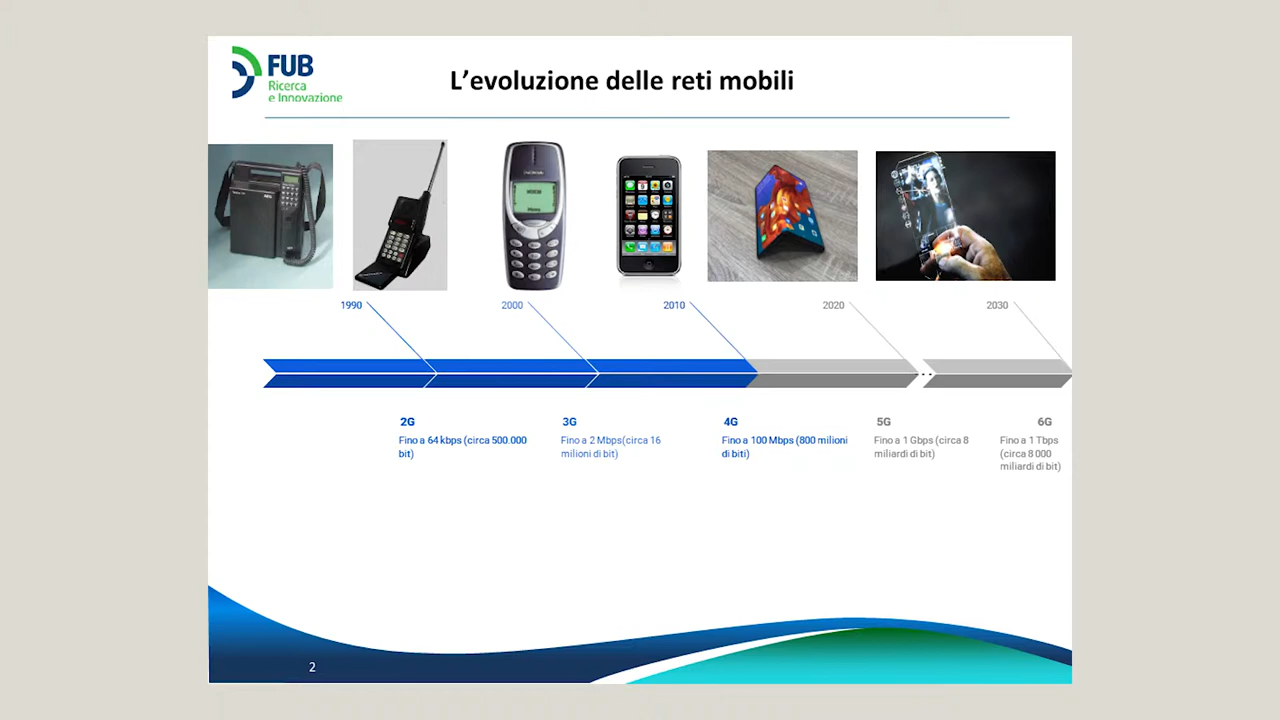 FUB
Ricerca
e Innovazione
L'evoluzione delle reti mobili
NOKIA
1990
2000
2010
2020
2030
2G
Fino a 64 kbps (circa 500.000
bit)
3G
Fino a 2 Mbps(circa 16
milioni di bit)
4G
Fino a 100 Mbps (800 milioni
di biti)
5G
Fino a 1 Gbps (circa 8
miliardi di bit)
6G
Fino a 1 Tbps
(circa 8 000
miliardi di bit)
2